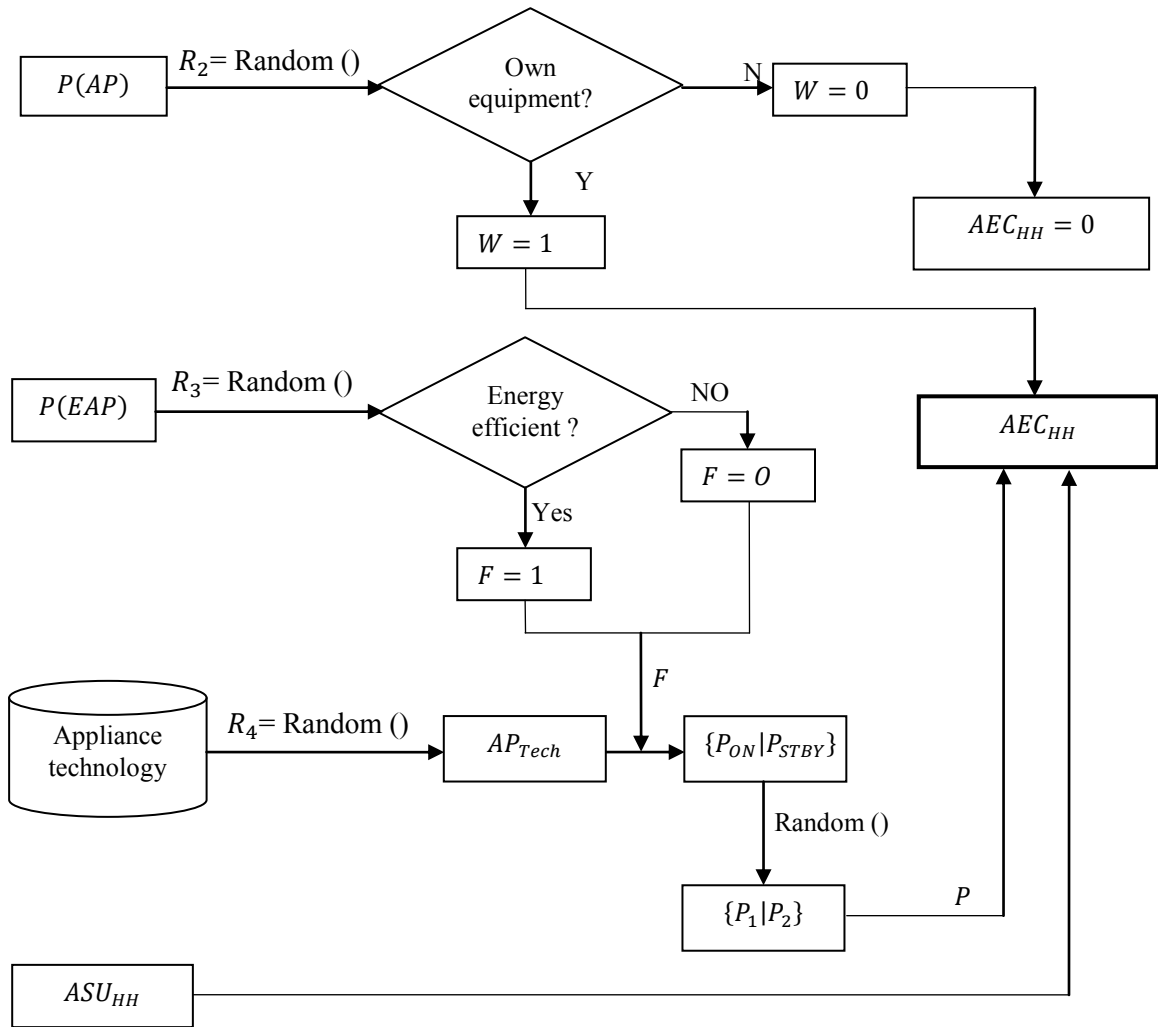 P(AP)
R₂= Random ()
Own
equipment?
N
W = 0
Y
W = 1
AEC_HH = 0
P(EAP)
R₃= Random ()
Energy
efficient ?
NO
F = O
Yes
F = 1
AEC_HH
F
Appliance
technology
R₄= Random ()
AP_Tech
{P_ON|P_STBY}
Random ()
{P₁|P₂}
P
ASU_HH